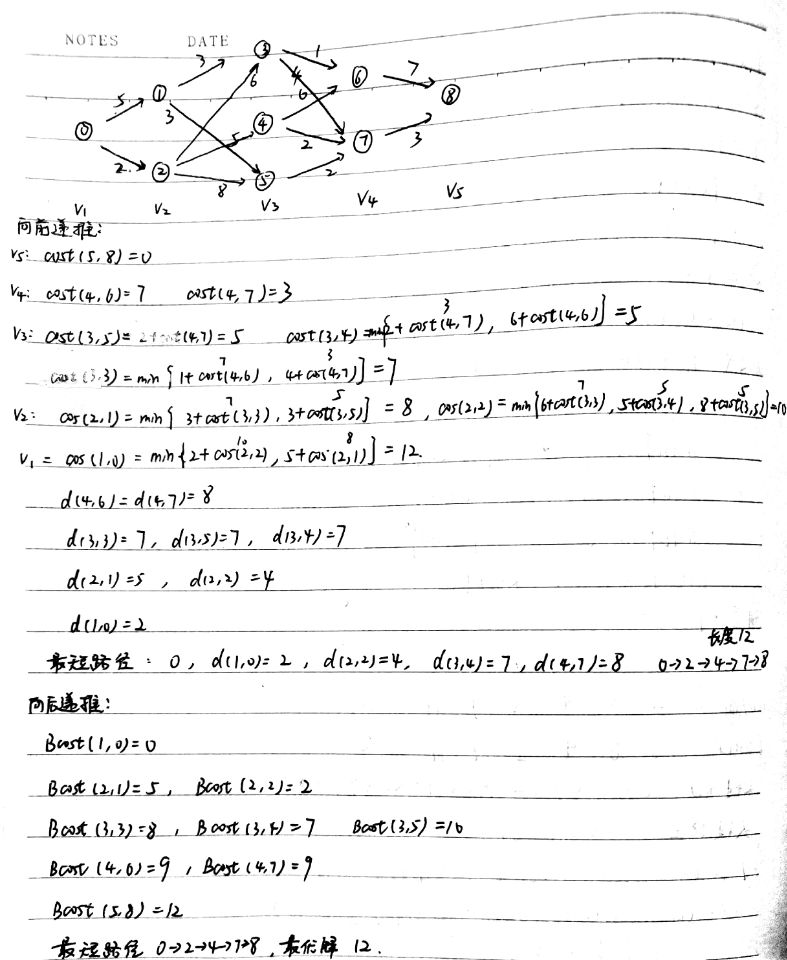 NOTES DATE
3 ③ 1
5 ① 6 4 6 ⑥ 7
⓪ 3 ④ ⑧
2 ② 5 2 ⑦ 3
8 ⑤ 2
V₁ V₂ V₃ V₄ V₅
向前递推:
V5: cost(5,8)=0
V4: cost(4,6)=7 cost(4,7)=3
V3: cost(3,5)=2+cost(4,7)=5 cost(3,4)=min{2+cost(4,7), 6+cost(4,6)}=5
3
cost(3,3)=min{1+cost(4,6), 4+cost(4,7)}=7
7 3
V2: cos(2,1)=min{3+cost(3,3), 3+cost(3,5)}=8, cos(2,2)=min{6+cost(3,3), 5+cos(3,4), 8+cost(3,5)}=10
7 5 7 5 5
V₁= cos(1,0)=min{2+cos(2,2), 5+cos(2,1)}=12.
10 8
d(4,6)=d(4,7)=8
d(3,3)=7, d(3,5)=7, d(3,4)=7
d(2,1)=5, d(2,2)=4
d(1,0)=2
长度12
最短路径: 0, d(1,0)=2, d(2,2)=4, d(3,4)=7, d(4,7)=8 0→2→4→7→8
向后递推:
Bcost(1,0)=0
Bcost(2,1)=5, Bcost(2,2)=2
Bcost(3,3)=8, Bcost(3,4)=7 Bcost(3,5)=10
Bcost(4,6)=9, Bcost(4,7)=9
Bcost(5,8)=12
最短路径 0→2→4→7→8, 最优解 12.